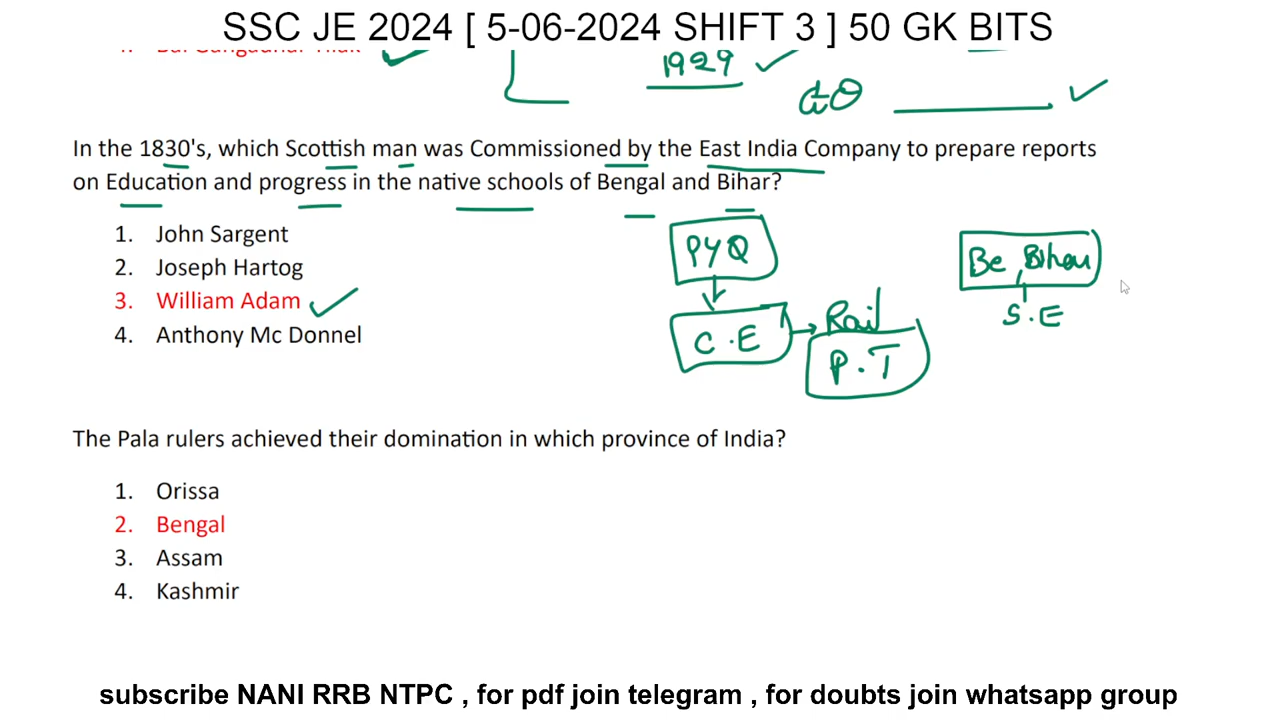 SSC JE 2024 [ 5-06-2024 SHIFT 3 ] 50 GK BITS
1929
In the 1830's, which Scottish man was Commissioned by the East India Company to prepare reports
on Education and progress in the native schools of Bengal and Bihar?
1. John Sargent
2. Joseph Hartog
3. William Adam
4. Anthony Mc Donnel
PYQ
C.E
Rail
P.T
Be, Bihar
S.E
The Pala rulers achieved their domination in which province of India?
1. Orissa
2. Bengal
3. Assam
4. Kashmir
subscribe NANI RRB NTPC , for pdf join telegram , for doubts join whatsapp group